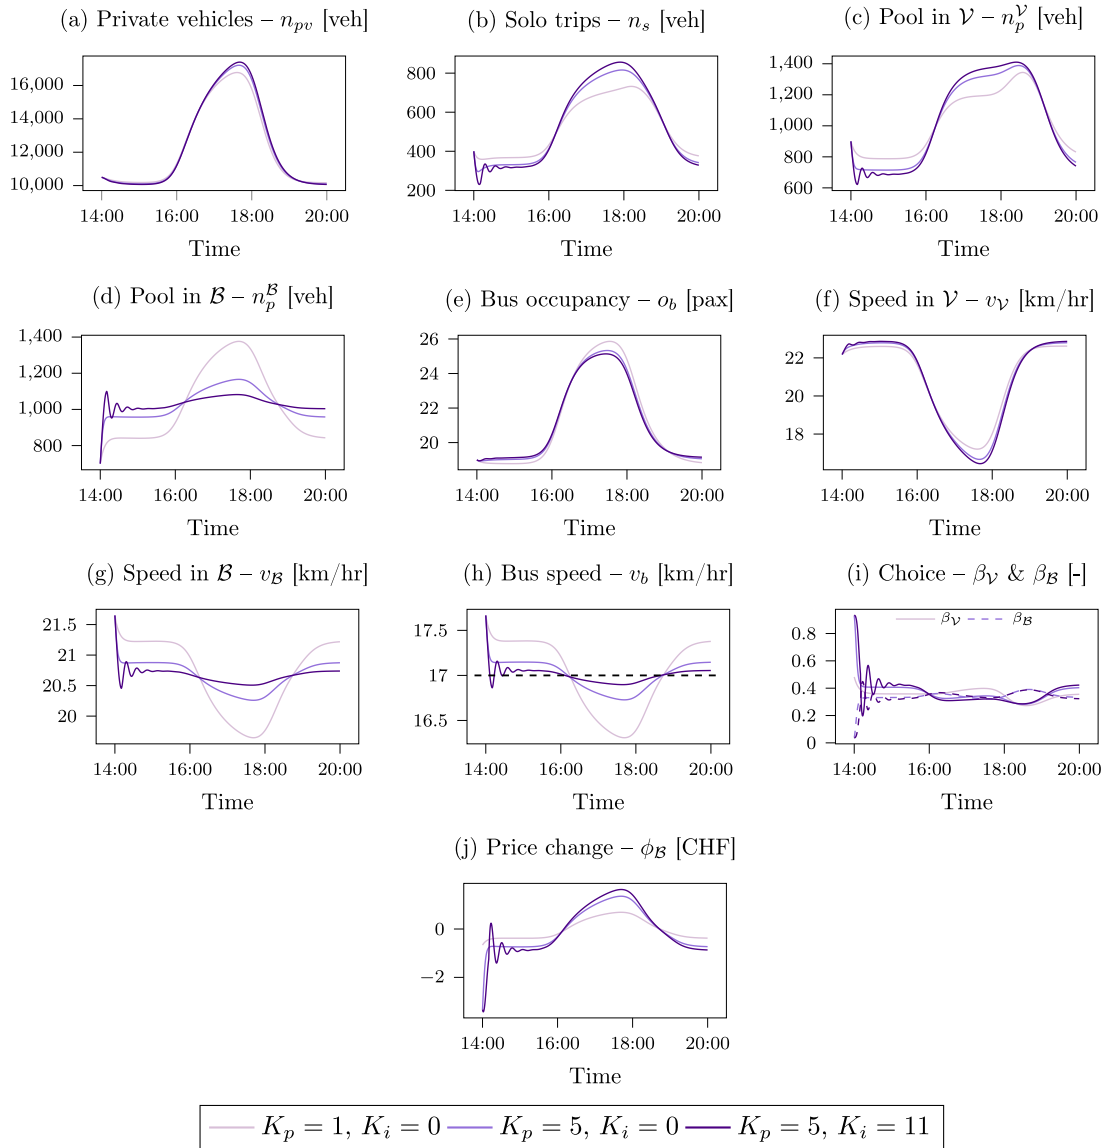 (a) Private vehicles – n_{pv} [veh]
16,000
14,000
12,000
10,000
14:00 16:00 18:00 20:00
Time
(b) Solo trips – n_s [veh]
800
600
400
200
14:00 16:00 18:00 20:00
Time
(c) Pool in 𝒱 – n_p^𝒱 [veh]
1,400
1,200
1,000
800
600
14:00 16:00 18:00 20:00
Time
(d) Pool in ℬ – n_p^ℬ [veh]
1,400
1,200
1,000
800
14:00 16:00 18:00 20:00
Time
(e) Bus occupancy – o_b [pax]
26
24
22
20
14:00 16:00 18:00 20:00
Time
(f) Speed in 𝒱 – v_𝒱 [km/hr]
22
20
18
14:00 16:00 18:00 20:00
Time
(g) Speed in ℬ – v_ℬ [km/hr]
21.5
21
20.5
20
14:00 16:00 18:00 20:00
Time
(h) Bus speed – v_b [km/hr]
17.5
17
16.5
14:00 16:00 18:00 20:00
Time
(i) Choice – β_𝒱 & β_ℬ [-]
β_𝒱 β_ℬ
0.8
0.6
0.4
0.2
0
14:00 16:00 18:00 20:00
Time
(j) Price change – ϕ_ℬ [CHF]
0
−2
14:00 16:00 18:00 20:00
Time
K_p = 1, K_i = 0 K_p = 5, K_i = 0 K_p = 5, K_i = 11